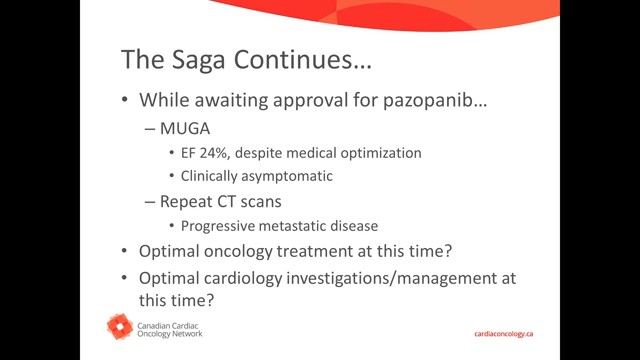 The Saga Continues…
• While awaiting approval for pazopanib…
– MUGA
• EF 24%, despite medical optimization
• Clinically asymptomatic
– Repeat CT scans
• Progressive metastatic disease
• Optimal oncology treatment at this time?
• Optimal cardiology investigations/management at
this time?
Canadian Cardiac
Oncology Network
cardiaconcology.ca